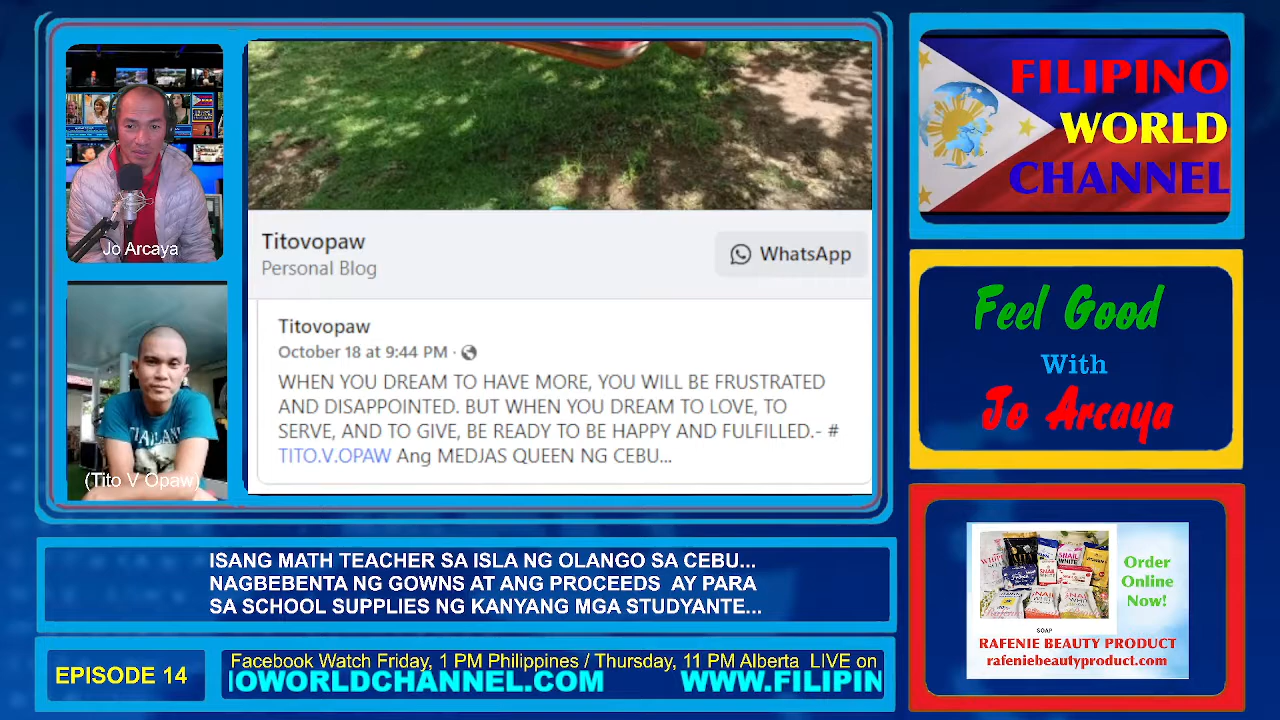 Jo Arcaya
(Tito V Opaw)
Titovopaw
Personal Blog
WhatsApp
Titovopaw
October 18 at 9:44 PM ·
WHEN YOU DREAM TO HAVE MORE, YOU WILL BE FRUSTRATED
AND DISAPPOINTED. BUT WHEN YOU DREAM TO LOVE, TO
SERVE, AND TO GIVE, BE READY TO BE HAPPY AND FULFILLED.- #
TITO.V.OPAW Ang MEDJAS QUEEN NG CEBU...
ISANG MATH TEACHER SA ISLA NG OLANGO SA CEBU...
NAGBEBENTA NG GOWNS AT ANG PROCEEDS AY PARA
SA SCHOOL SUPPLIES NG KANYANG MGA STUDYANTE...
EPISODE 14
Facebook Watch Friday, 1 PM Philippines / Thursday, 11 PM Alberta LIVE on
IOWORLDCHANNEL.COM WWW.FILIPIN
FILIPINO
WORLD
CHANNEL
Feel Good
With
Jo Arcaya
Order
Online
Now!
SOAP
RAFENIE BEAUTY PRODUCT
rafeniebeautyproduct.com